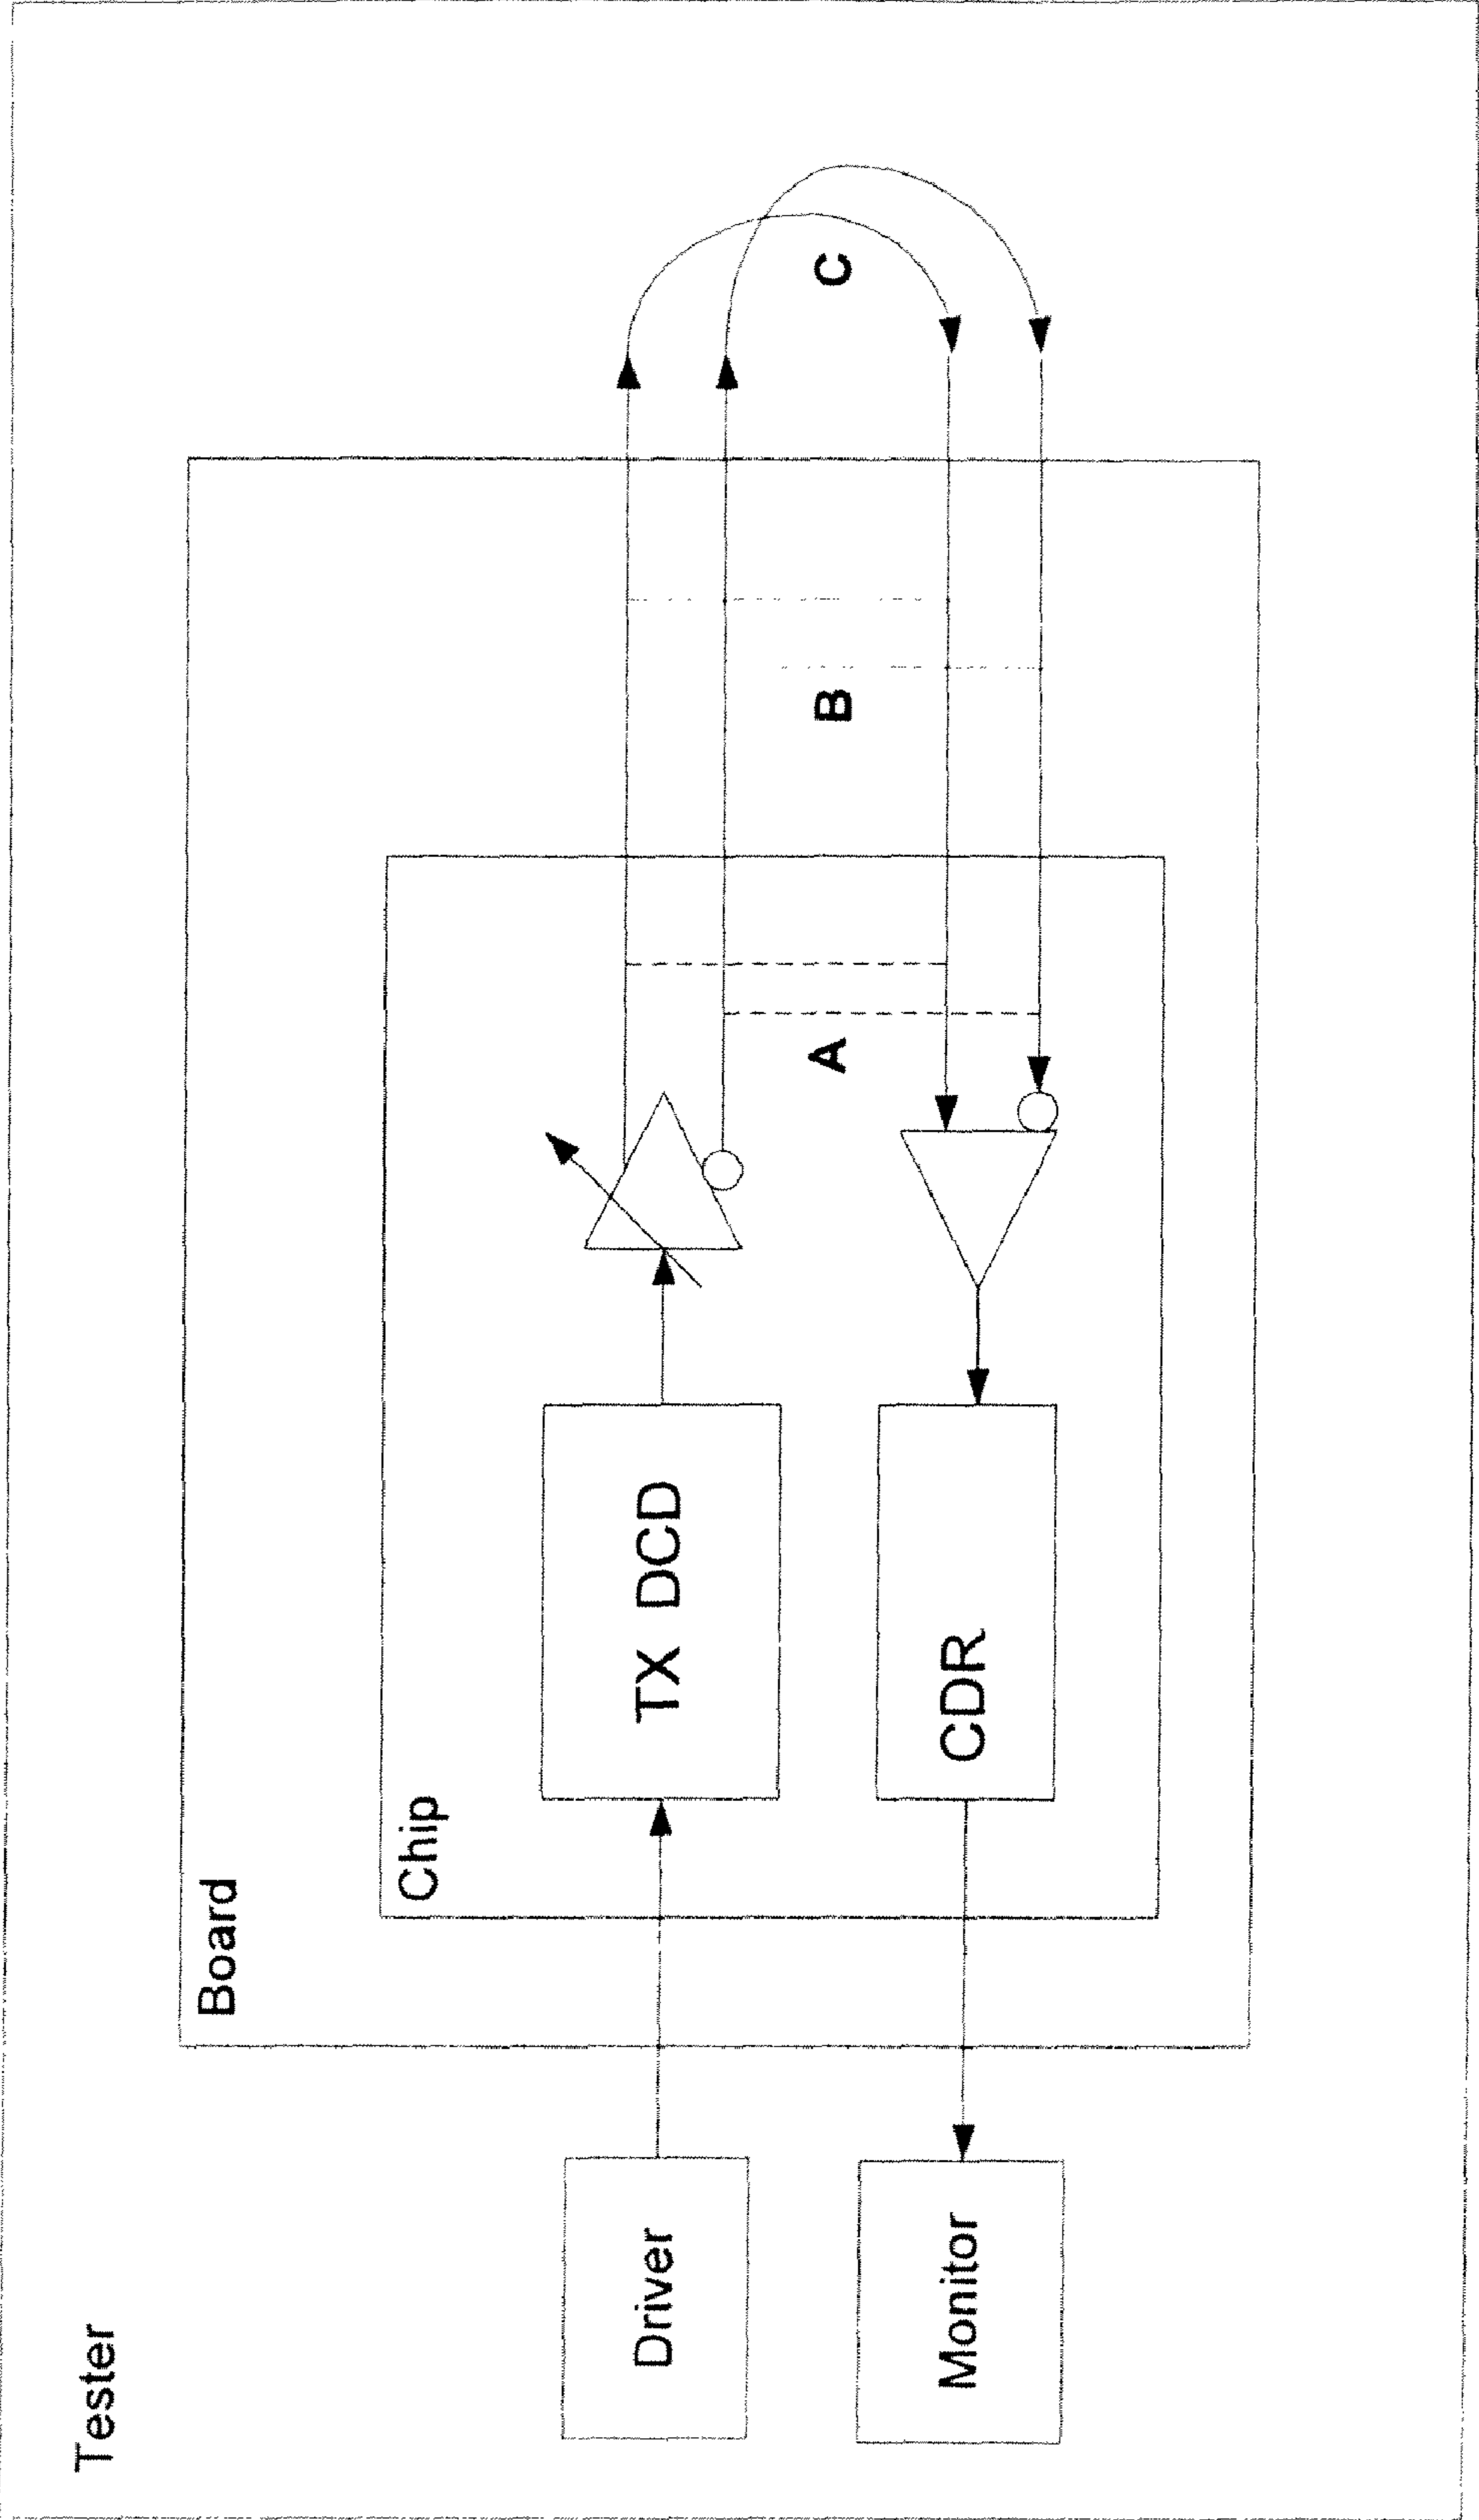 Tester
Board
Chip
Driver
TX DCD
A
B
C
Monitor
CDR